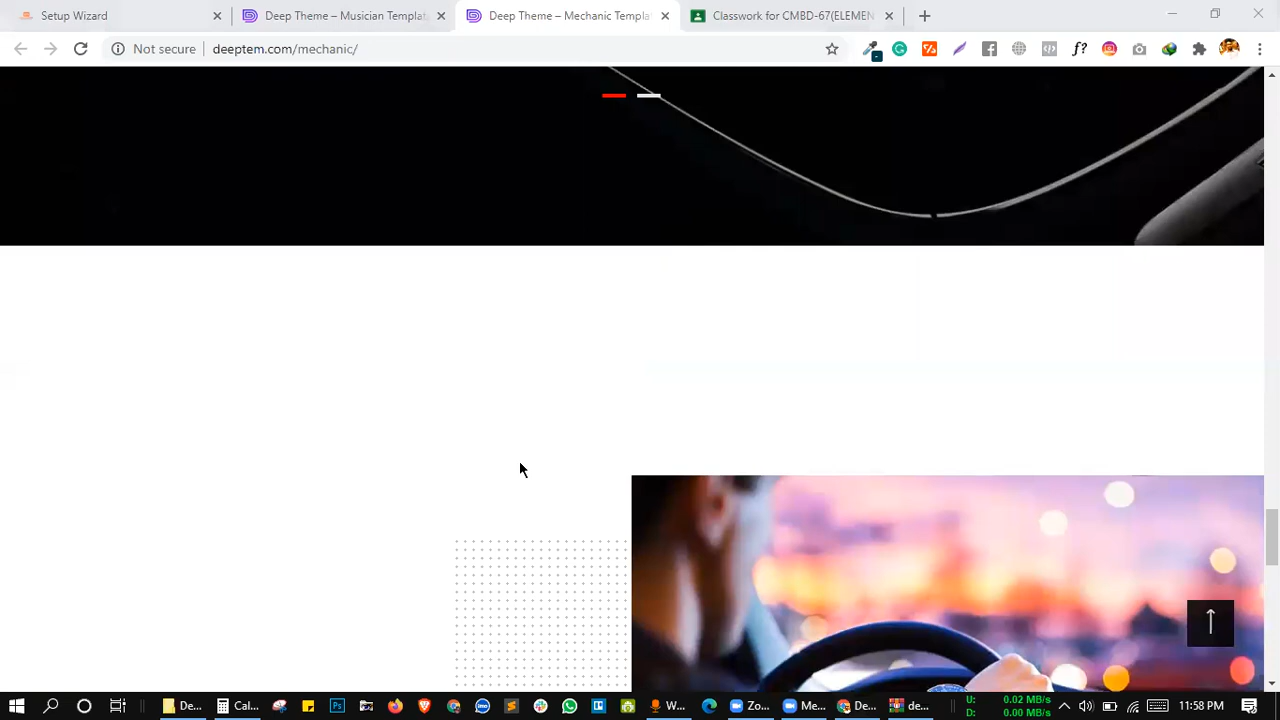 Setup Wizard
Deep Theme – Musician Templat
Deep Theme – Mechanic Templa
Classwork for CMBD-67(ELEMEN
Not secure
deeptem.com/mechanic/
f?
De...
Cal...
W...
Zo...
Me...
De...
de...
U: 0.02 MB/s
D: 0.00 MB/s
11:58 PM